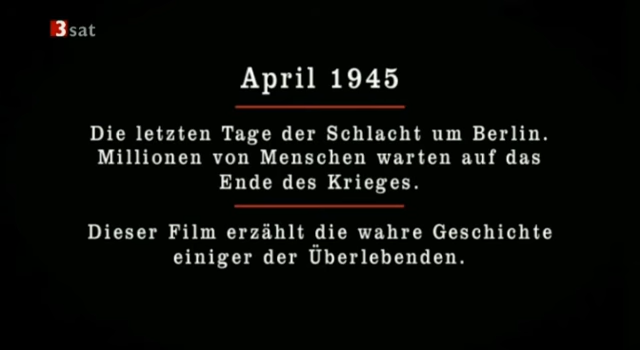 3sat
April 1945
Die letzten Tage der Schlacht um Berlin.
Millionen von Menschen warten auf das
Ende des Krieges.
Dieser Film erzählt die wahre Geschichte
einiger der Überlebenden.